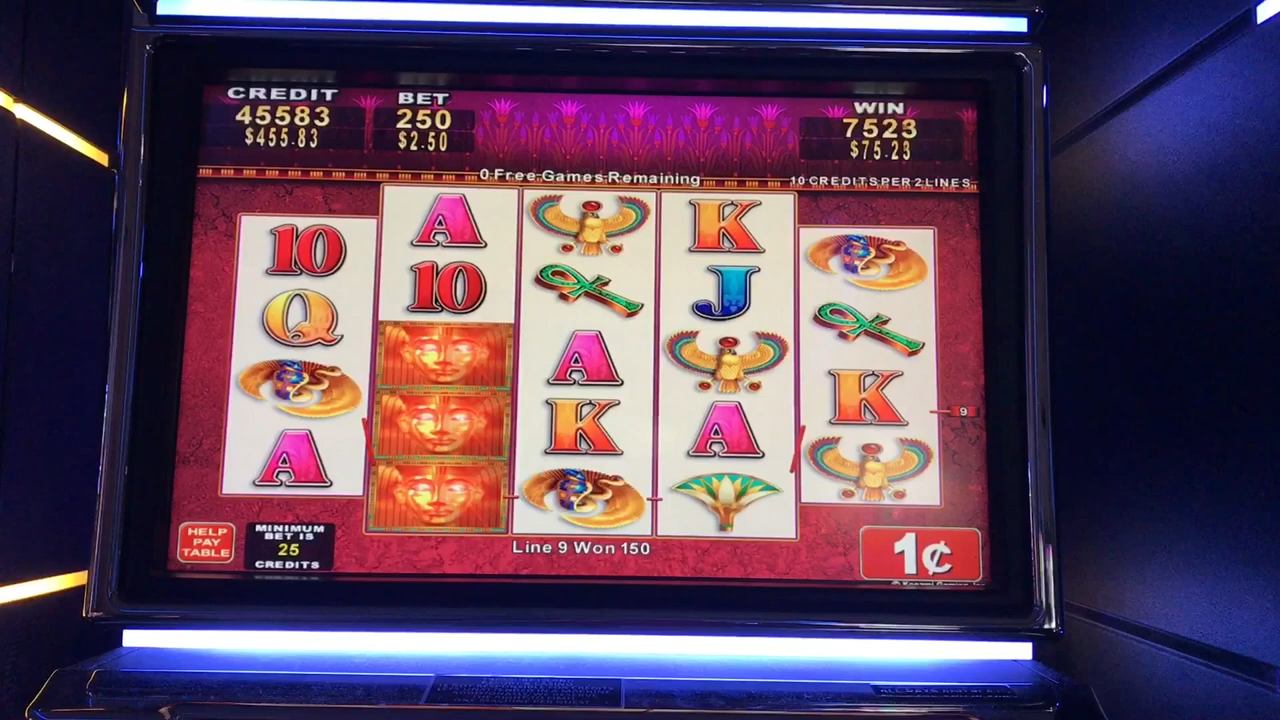 CREDIT
45583
$455.83
BET
250
$2.50
WIN
7523
$75.23
0 Free Games Remaining
10 CREDITS PER 2 LINES
A K
10 10 J
Q A K
A K A
9
HELP
PAY
TABLE
MINIMUM
BET IS
25
CREDITS
Line 9 Won 150
1¢